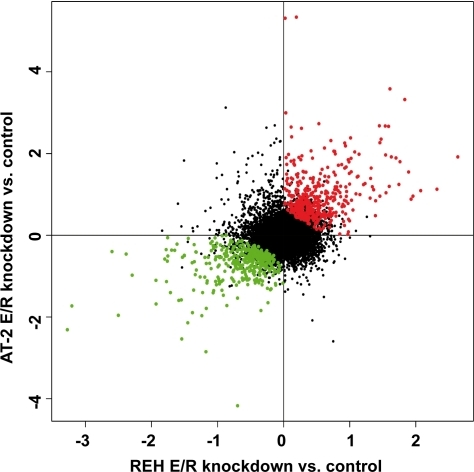 AT-2 E/R knockdown vs. control
4
2
0
-2
-4
-3 -2 -1 0 1 2
REH E/R knockdown vs. control